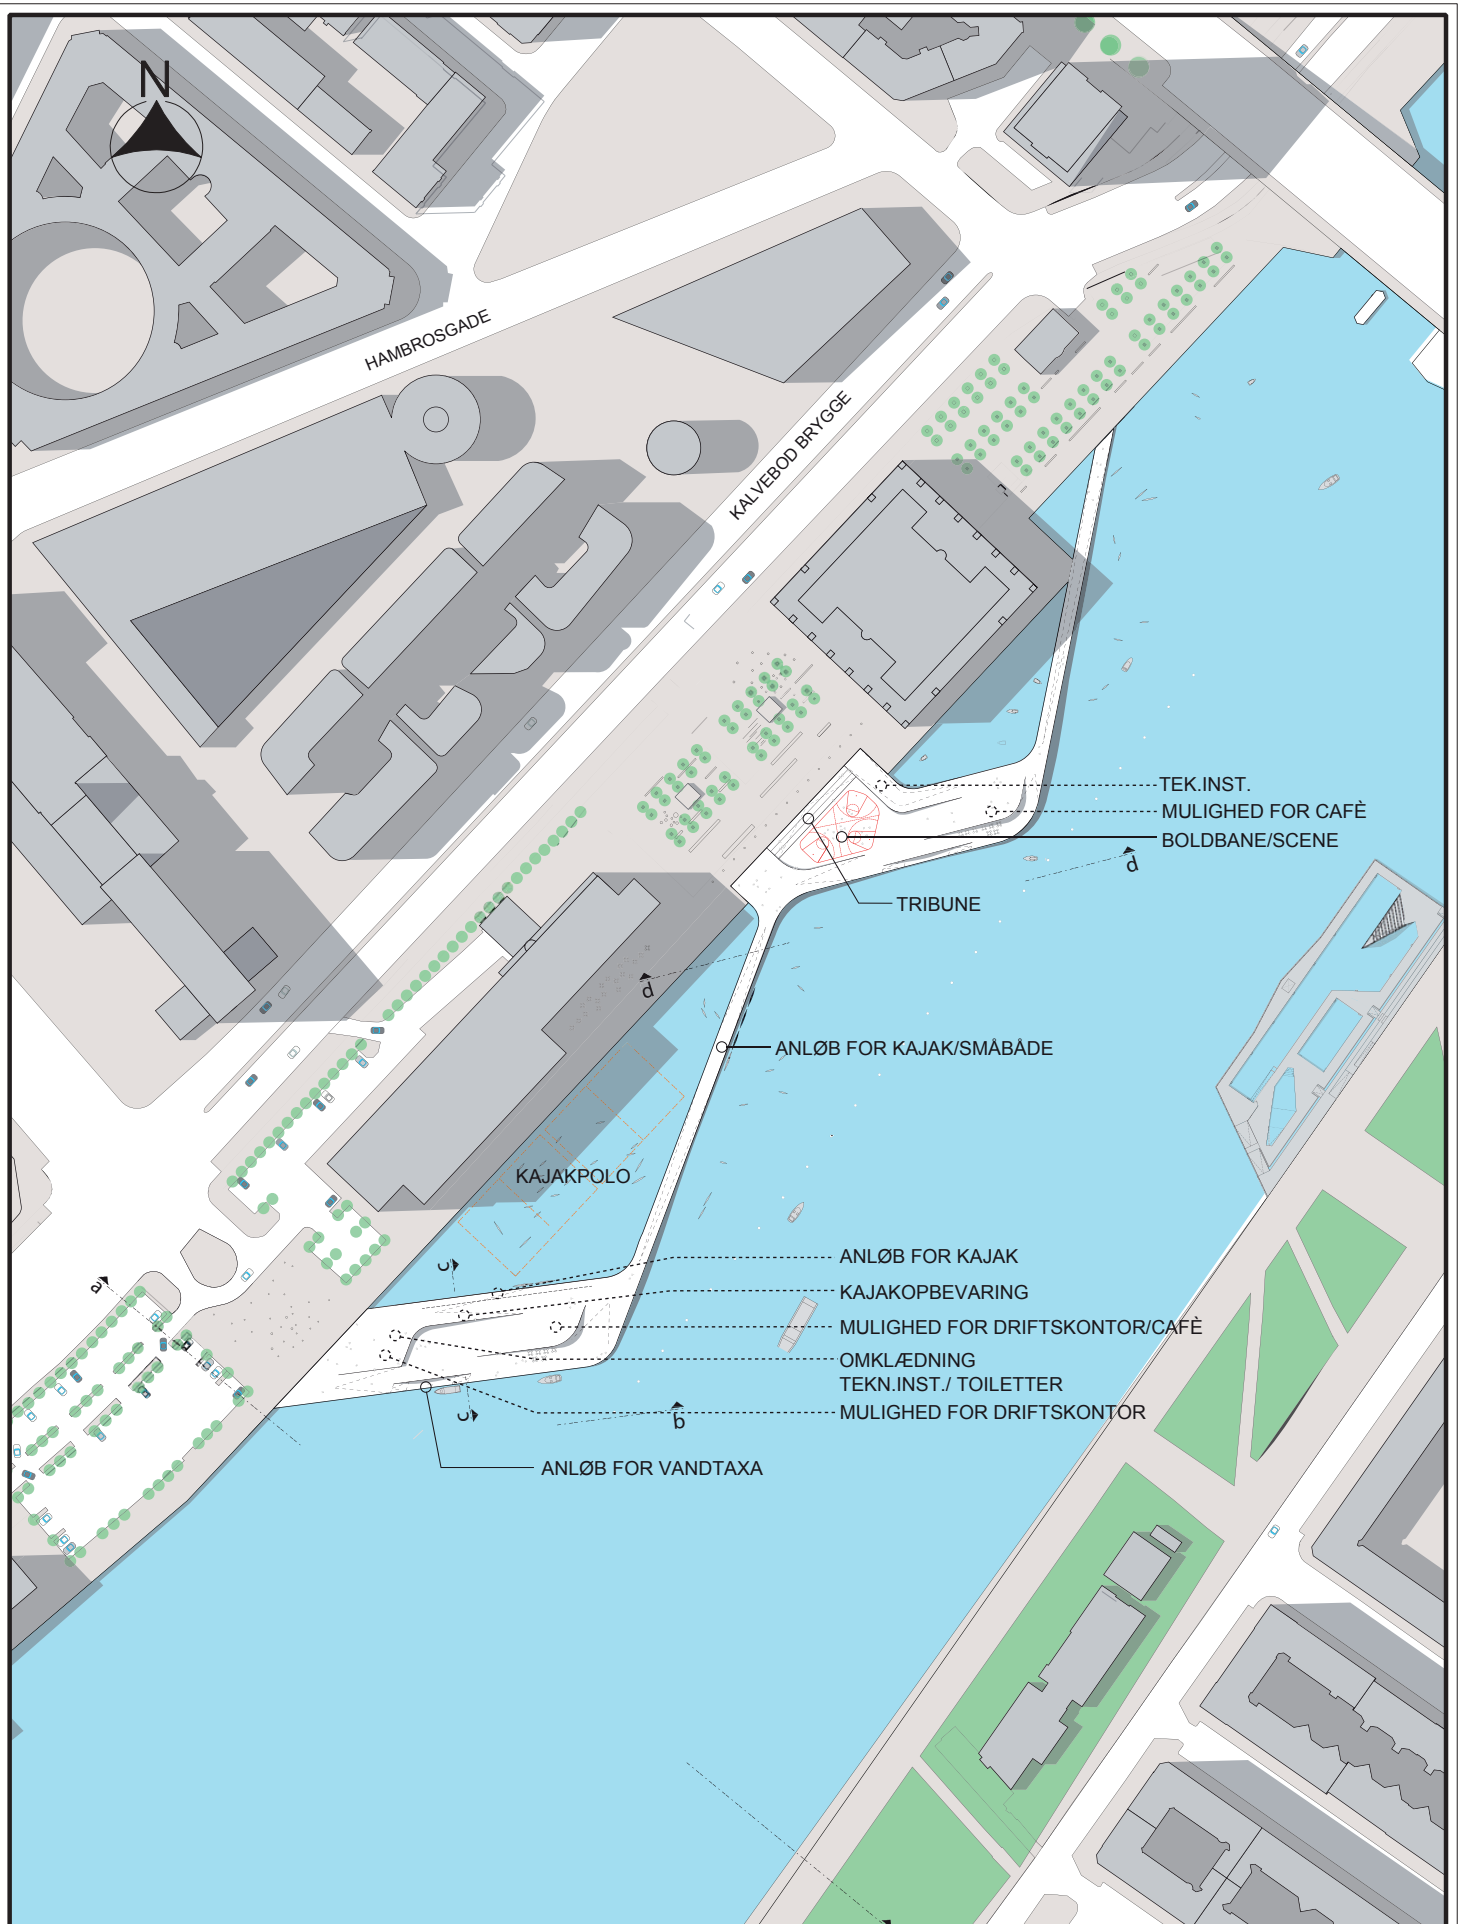 N
HAMBROSGADE
KALVEBOD BRYGGE
TEK.INST.
MULIGHED FOR CAFÈ
BOLDBANE/SCENE
d
TRIBUNE
d
ANLØB FOR KAJAK/SMÅBÅDE
KAJAKPOLO
c
ANLØB FOR KAJAK
a
KAJAKOPBEVARING
MULIGHED FOR DRIFTSKONTOR/CAFÈ
OMKLÆDNING
TEKN.INST./ TOILETTER
MULIGHED FOR DRIFTSKONTOR
c
b
ANLØB FOR VANDTAXA